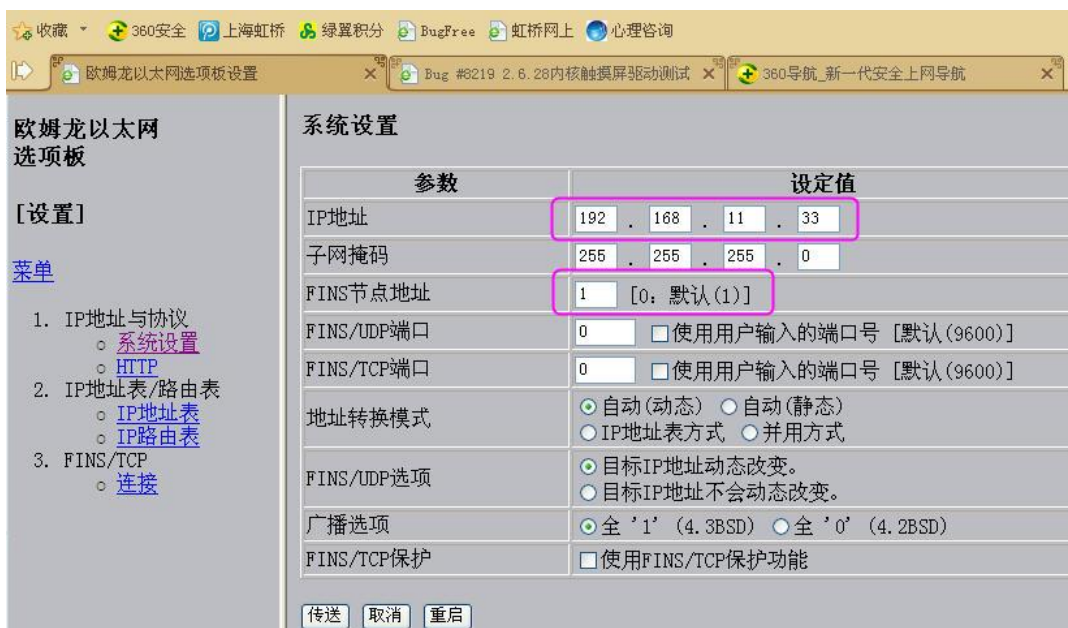 收藏 360安全 上海虹桥 绿翼积分 BugFree 虹桥网上 心理咨询
欧姆龙以太网选项板设置 Bug #8219 2.6.28内核触摸屏驱动测试 360导航_新一代安全上网导航
欧姆龙以太网
选项板
[设置]
菜单
1. IP地址与协议
系统设置
HTTP
2. IP地址表/路由表
IP地址表
IP路由表
3. FINS/TCP
连接
系统设置
参数 设定值
IP地址 192 . 168 . 11 . 33
子网掩码 255 . 255 . 255 . 0
FINS节点地址 1 [0: 默认(1)]
FINS/UDP端口 0 使用用户输入的端口号 [默认(9600)]
FINS/TCP端口 0 使用用户输入的端口号 [默认(9600)]
地址转换模式 自动(动态) 自动(静态)
IP地址表方式 并用方式
FINS/UDP选项 目标IP地址动态改变。
目标IP地址不会动态改变。
广播选项 全 '1' (4.3BSD) 全 '0' (4.2BSD)
FINS/TCP保护 使用FINS/TCP保护功能
传送 取消 重启